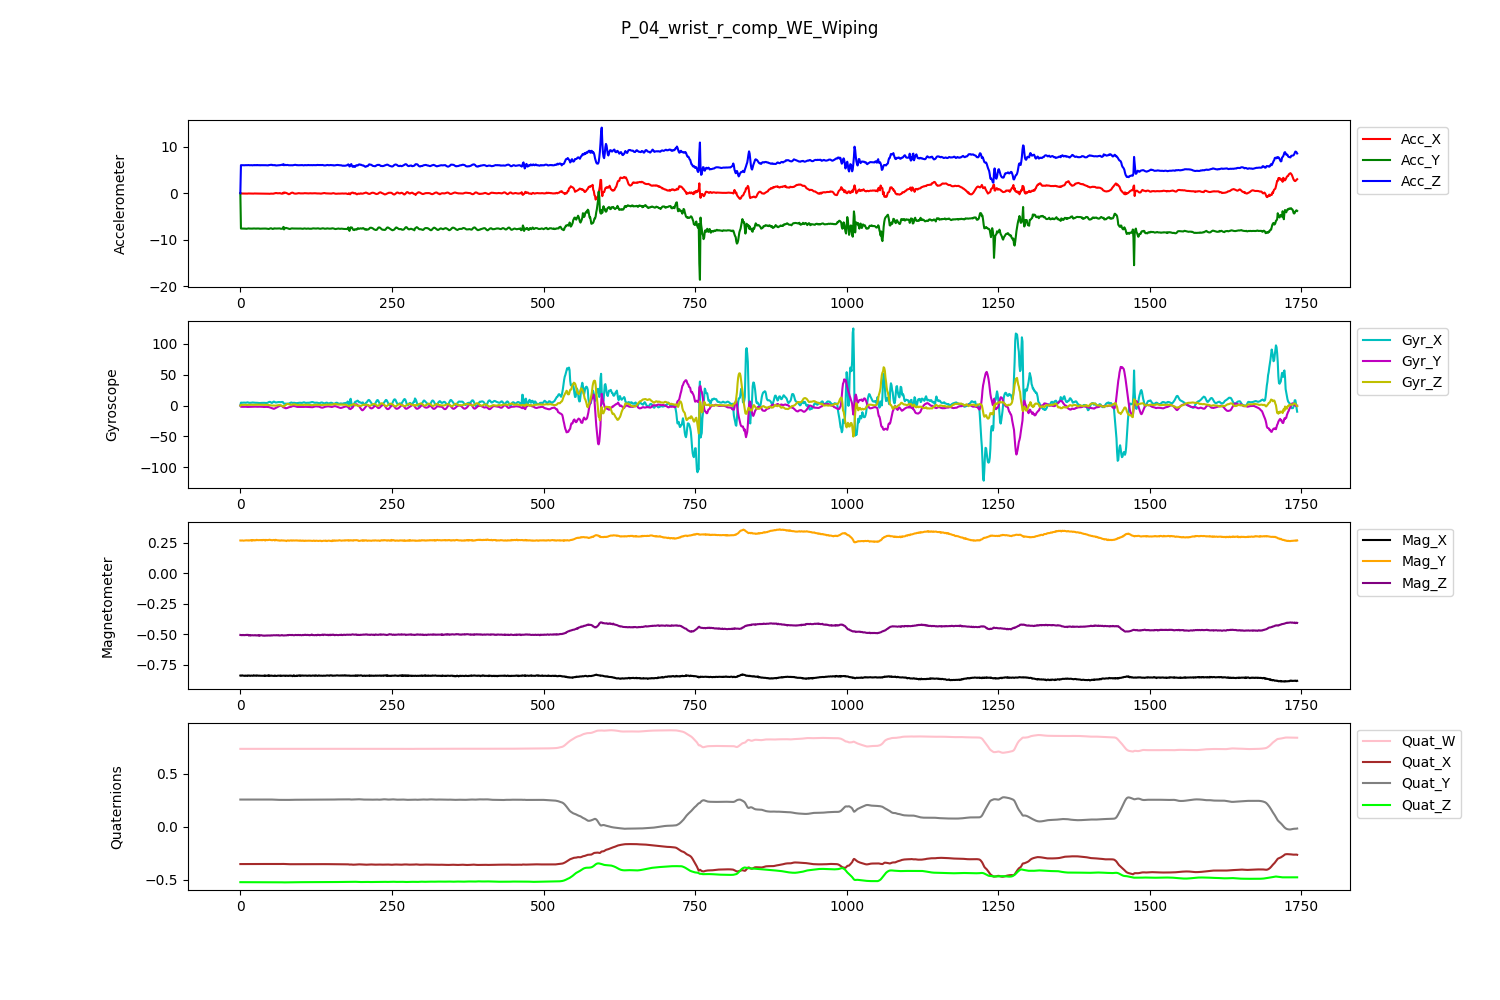 P_04_wrist_r_comp_WE_Wiping
Accelerometer
10
0
−10
−20
0 250 500 750 1000 1250 1500 1750
Acc_X
Acc_Y
Acc_Z
Gyroscope
100
50
0
−50
−100
0 250 500 750 1000 1250 1500 1750
Gyr_X
Gyr_Y
Gyr_Z
Magnetometer
0.25
0.00
−0.25
−0.50
−0.75
0 250 500 750 1000 1250 1500 1750
Mag_X
Mag_Y
Mag_Z
Quaternions
0.5
0.0
−0.5
0 250 500 750 1000 1250 1500 1750
Quat_W
Quat_X
Quat_Y
Quat_Z